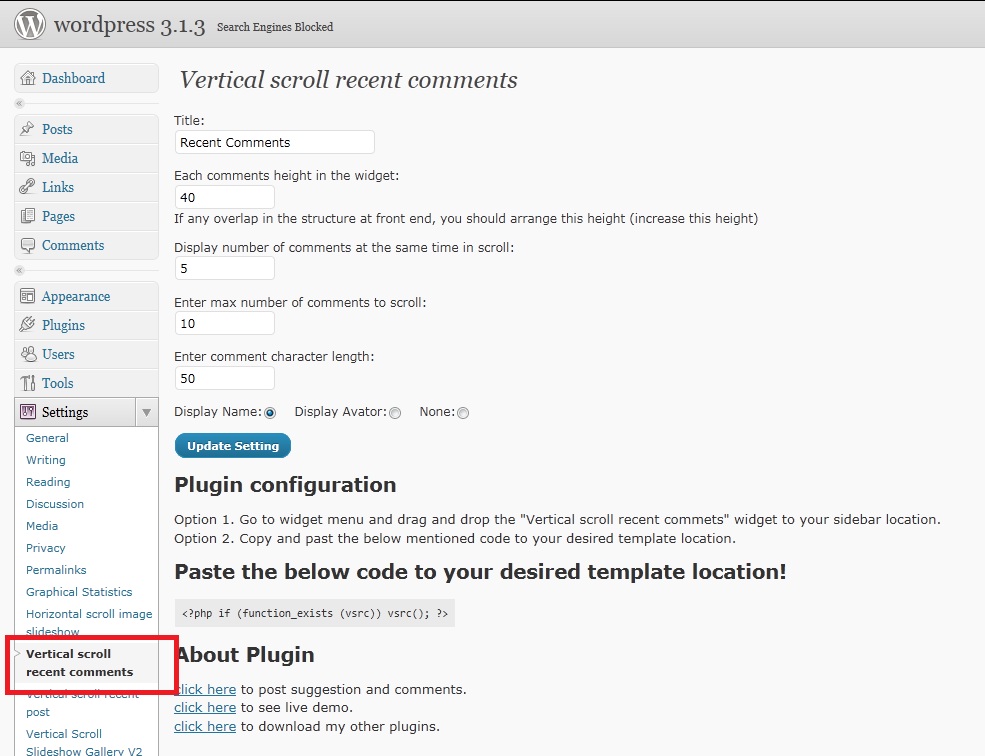 wordpress 3.1.3 Search Engines Blocked
Dashboard
Posts
Media
Links
Pages
Comments
Appearance
Plugins
Users
Tools
Settings
General
Writing
Reading
Discussion
Media
Privacy
Permalinks
Graphical Statistics
Horizontal scroll image
slideshow
Vertical scroll
recent comments
Vertical scroll recent
post
Vertical Scroll
Slideshow Gallery V2
Vertical scroll recent comments
Title:
Recent Comments
Each comments height in the widget:
40
If any overlap in the structure at front end, you should arrange this height (increase this height)
Display number of comments at the same time in scroll:
5
Enter max number of comments to scroll:
10
Enter comment character length:
50
Display Name: Display Avator: None:
Update Setting
Plugin configuration
Option 1. Go to widget menu and drag and drop the "Vertical scroll recent commets" widget to your sidebar location.
Option 2. Copy and past the below mentioned code to your desired template location.
Paste the below code to your desired template location!
<?php if (function_exists (vsrc)) vsrc(); ?>
About Plugin
click here to post suggestion and comments.
click here to see live demo.
click here to download my other plugins.